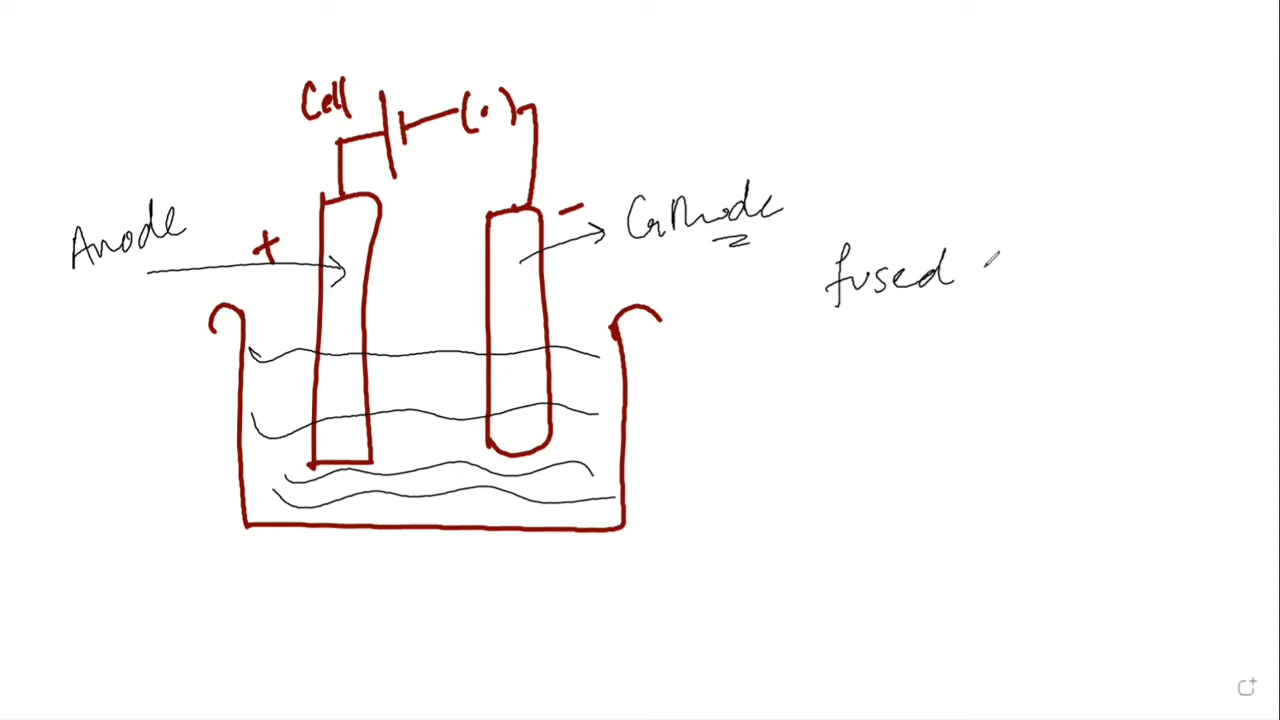 Cell
(.)
Anode
+
-
Cathode
fused